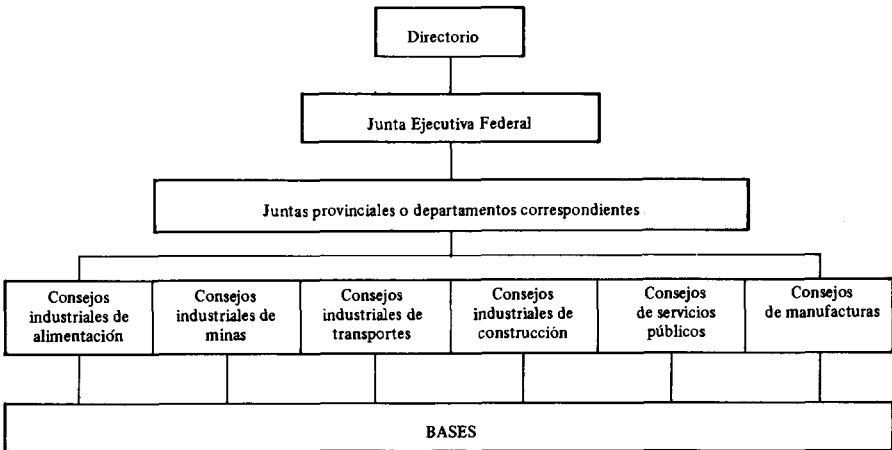 Directorio
Junta Ejecutiva Federal
Juntas provinciales o departamentos correspondientes
Consejos
industriales de
alimentación
Consejos
industriales de
minas
Consejos
industriales de
transportes
Consejos
industriales de
construcción
Consejos
de servicios
públicos
Consejos
de manufacturas
BASES